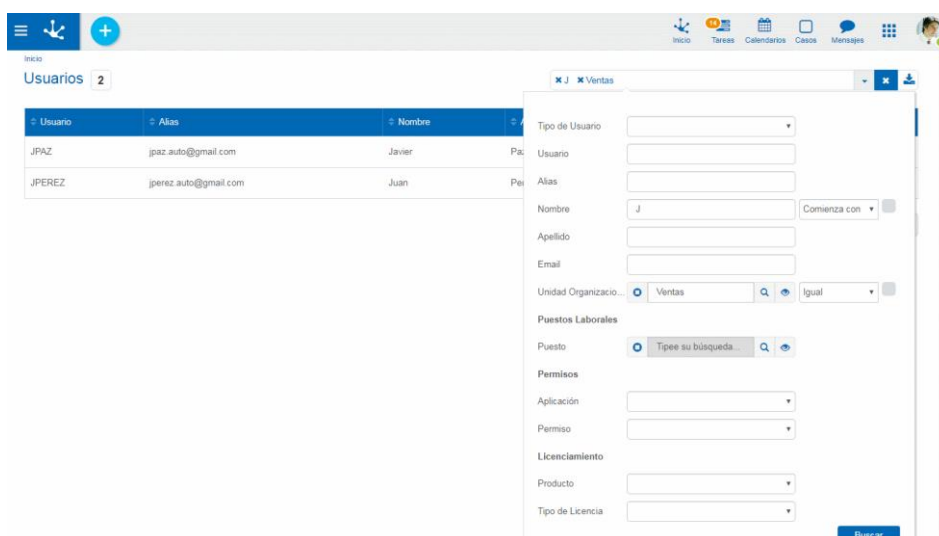 14
Inicio Tareas Calendarios Casos Mensajes
Inicio
Usuarios 2
J Ventas
Usuario Alias Nombre
JPAZ jpaz.auto@gmail.com Javier
JPEREZ jperez.auto@gmail.com Juan
Tipo de Usuario
Usuario
Alias
Nombre J Comienza con
Apellido
Email
Unidad Organizacio... Ventas Igual
Puestos Laborales
Puesto Tipee su búsqueda...
Permisos
Aplicación
Permiso
Licenciamiento
Producto
Tipo de Licencia
Buscar